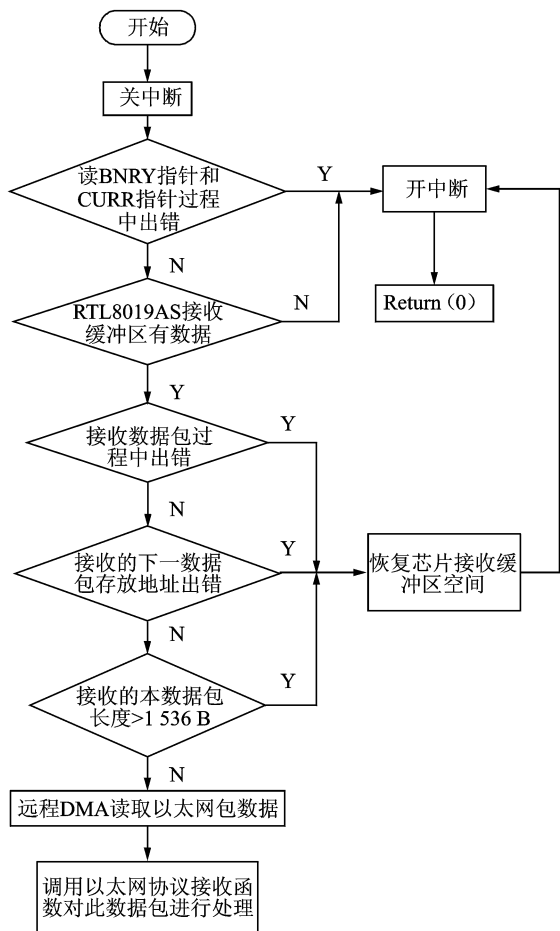 开始
关中断
读BNRY指针和
CURR指针过程
中出错
Y
开中断
N
RTL8019AS接收
缓冲区有数据
N
Return（0）
Y
接收数据包过
程中出错
Y
N
接收的下一数据
包存放地址出错
Y
恢复芯片接收缓
冲区空间
N
接收的本数据包
长度>1 536 B
Y
N
远程DMA读取以太网包数据
调用以太网协议接收函
数对此数据包进行处理